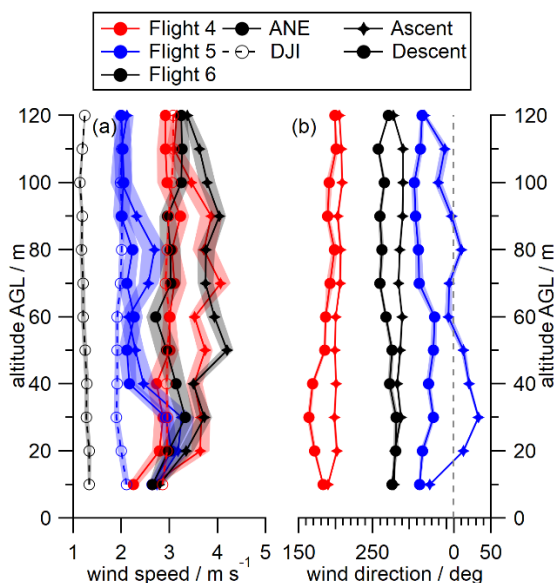 Flight 4 ANE Ascent
Flight 5 DJI Descent
Flight 6
120 (a) (b) 120
100 100
80 80
60 60
40 40
20 20
0 0
1 2 3 4 5 150 250 0 50
altitude AGL / m
altitude AGL / m
wind speed / m s⁻¹ wind direction / deg